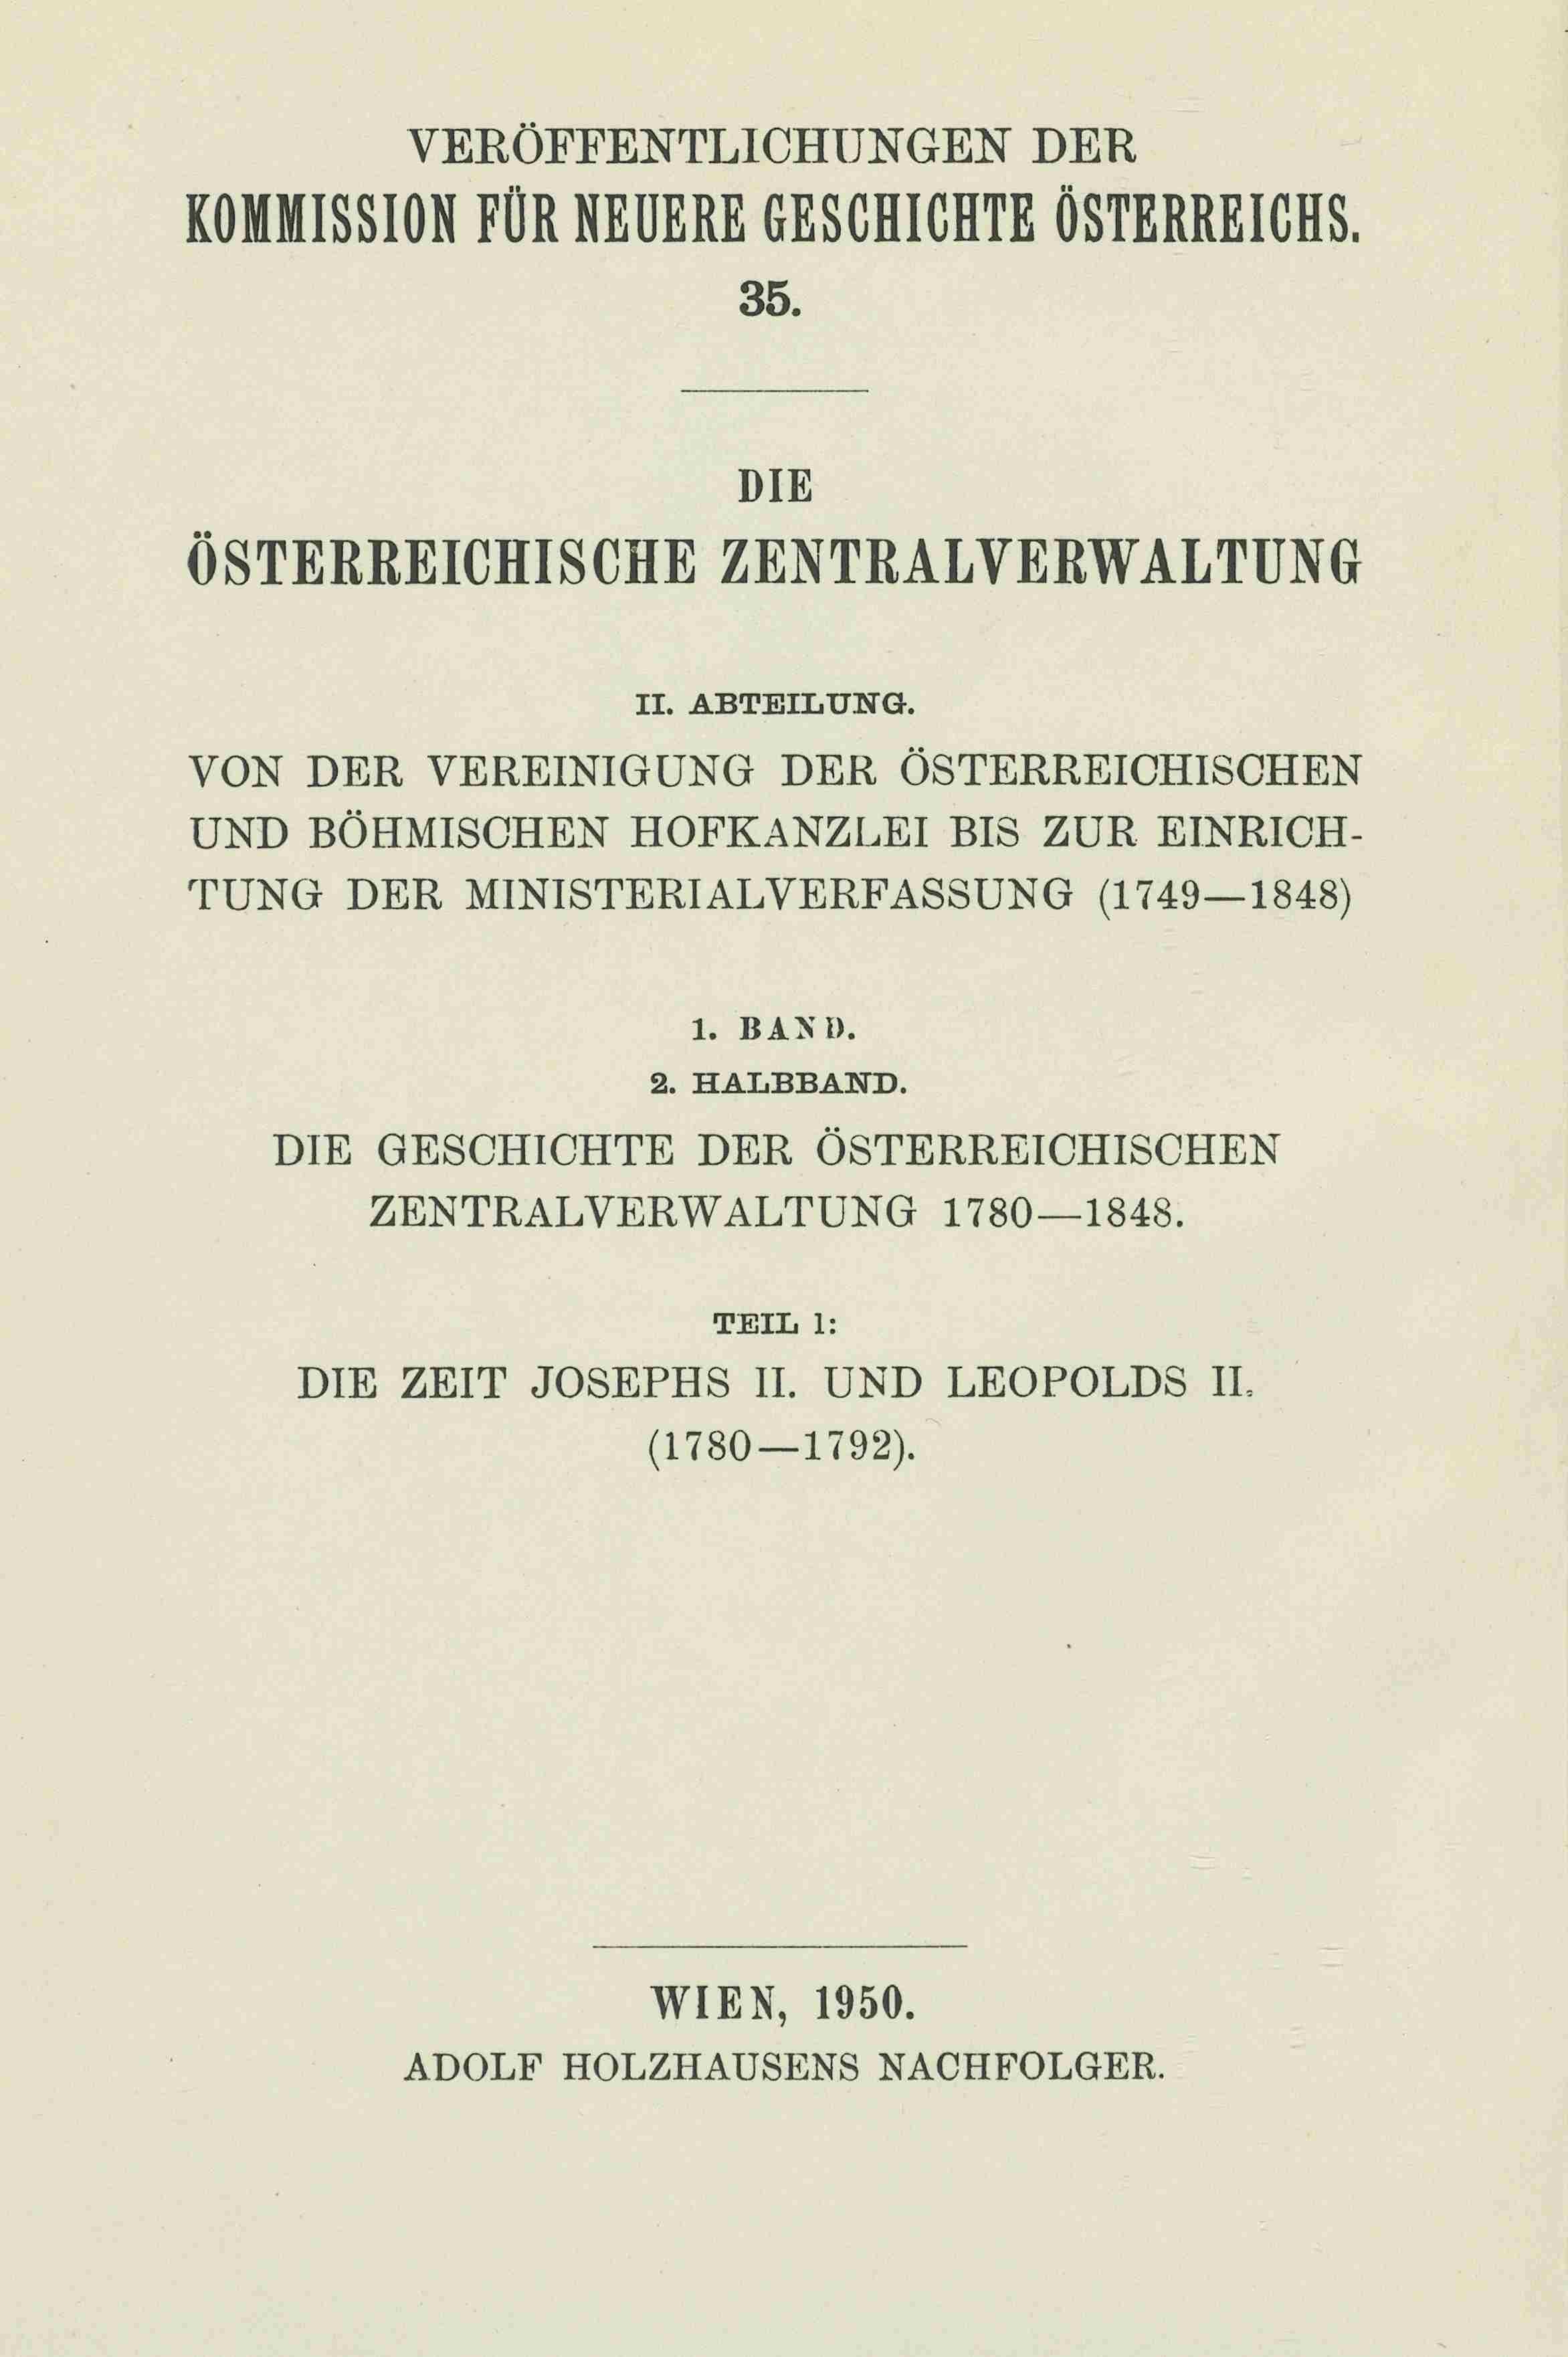 VERÖFFENTLICHUNGEN DER
KOMMISSION FÜR NEUERE GESCHICHTE ÖSTERREICHS.
35.
DIE
ÖSTERREICHISCHE ZENTRALVERWALTUNG
II. ABTEILUNG.
VON DER VEREINIGUNG DER ÖSTERREICHISCHEN
UND BÖHMISCHEN HOFKANZLEI BIS ZUR EINRICH-
TUNG DER MINISTERIALVERFASSUNG (1749—1848)
1. BAND.
2. HALBBAND.
DIE GESCHICHTE DER ÖSTERREICHISCHEN
ZENTRALVERWALTUNG 1780—1848.
TEIL 1:
DIE ZEIT JOSEPHS II. UND LEOPOLDS II.
(1780—1792).
WIEN, 1950.
ADOLF HOLZHAUSENS NACHFOLGER.